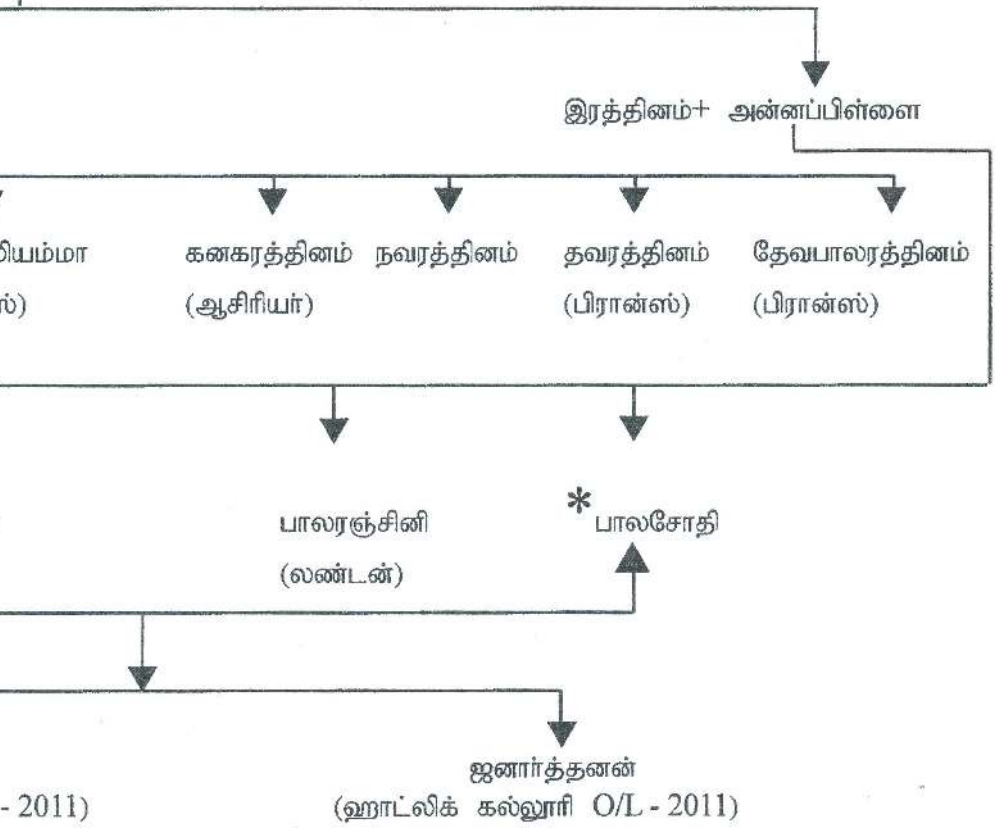 இரத்தினம்+ அன்னப்பிள்ளை
கனகரத்தினம் நவரத்தினம் தவரத்தினம் தேவபாலரத்தினம்
(ஆசிரியர்) (பிரான்ஸ்) (பிரான்ஸ்)
பாலரஞ்சினி * பாலசோதி
(லண்டன்)
ஜனார்த்தனன்
- 2011) (ஹாட்லிக் கல்லூரி O/L - 2011)